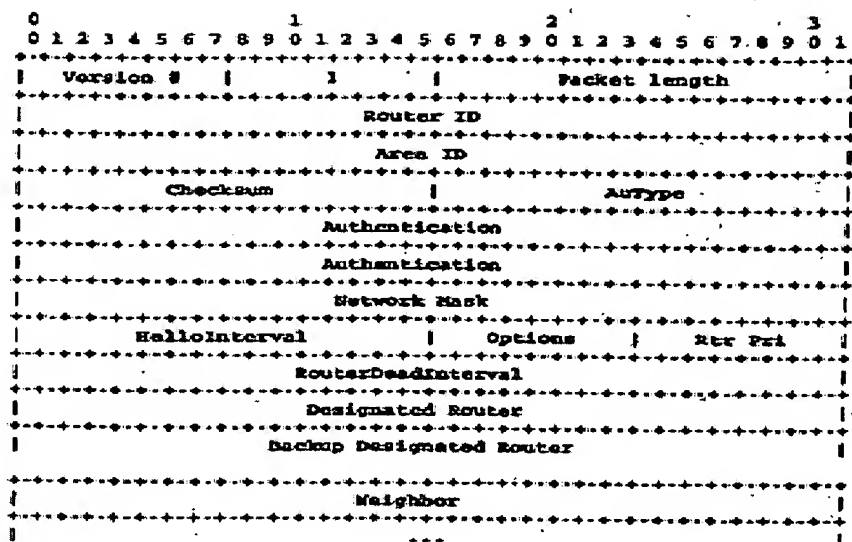 0 1 2 3
0 1 2 3 4 5 6 7 8 9 0 1 2 3 4 5 6 7 8 9 0 1 2 3 4 5 6 7 8 9 0 1
| Version # | 1 | Packet length |
| Router ID |
| Area ID |
| Checksum | AuType |
| Authentication |
| Authentication |
| Network Mask |
| HelloInterval | Options | Rtr Pri |
| RouterDeadInterval |
| Designated Router |
| Backup Designated Router |
| Neighbor |
| ... |